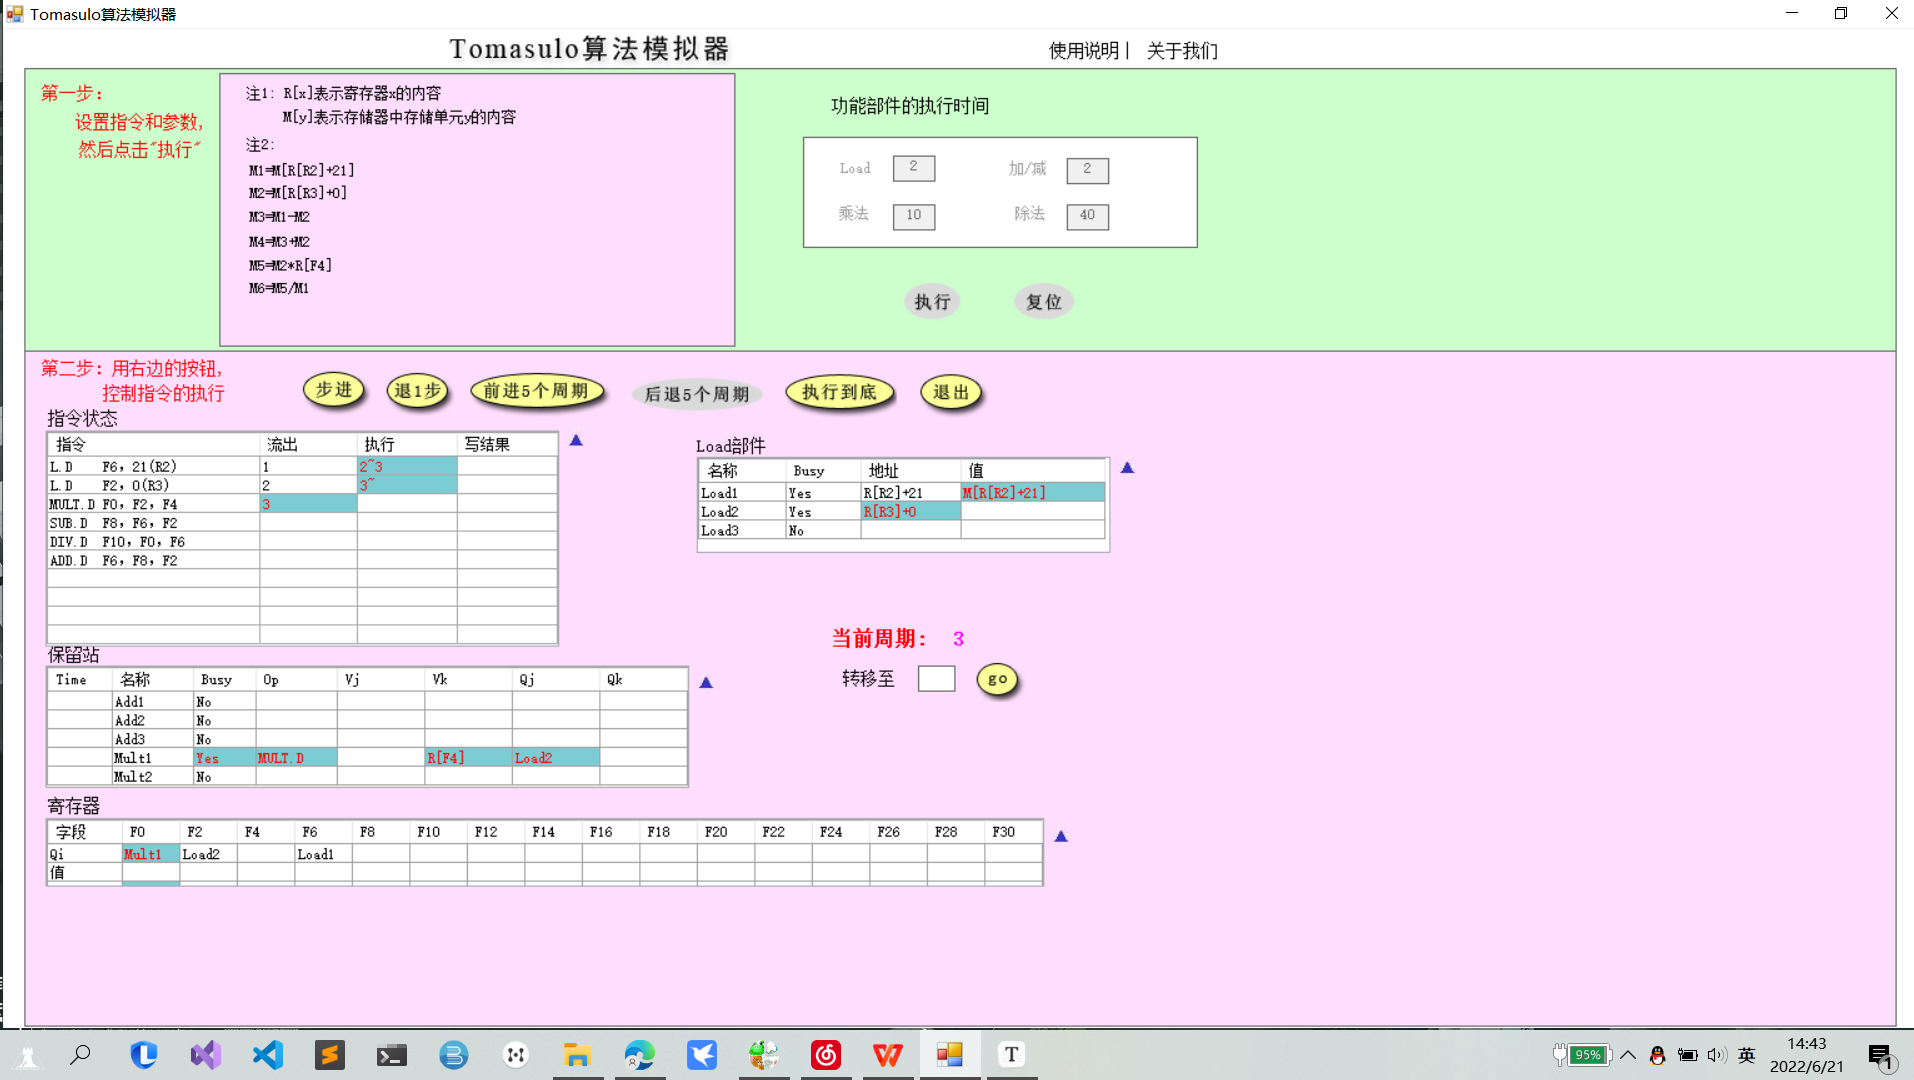 Tomasulo算法模拟器
Tomasulo算法模拟器
使用说明| 关于我们
第一步:
设置指令和参数,
然后点击"执行"
注1: R[x]表示寄存器x的内容
M[y]表示存储器中存储单元y的内容
注2:
M1=M[R[R2]+21]
M2=M[R[R3]+0]
M3=M1-M2
M4=M3+M2
M5=M2*R[F4]
M6=M5/M1
功能部件的执行时间
Load 2 加/减 2
乘法 10 除法 40
执行 复位
第二步: 用右边的按钮,
控制指令的执行
步进 退1步 前进5个周期 后退5个周期 执行到底 退出
指令状态
指令 流出 执行 写结果
L.D F6, 21(R2) 1 2~3
L.D F2, 0(R3) 2 3~
MULT.D F0, F2, F4 3
SUB.D F8, F6, F2
DIV.D F10, F0, F6
ADD.D F6, F8, F2
Load部件
名称 Busy 地址 值
Load1 Yes R[R2]+21 M[R[R2]+21]
Load2 Yes R[R3]+0
Load3 No
当前周期: 3
转移至 go
保留站
Time 名称 Busy Op Vj Vk Qj Qk
Add1 No
Add2 No
Add3 No
Mult1 Yes MULT.D R[F4] Load2
Mult2 No
寄存器
字段 F0 F2 F4 F6 F8 F10 F12 F14 F16 F18 F20 F22 F24 F26 F28 F30
Qi Mult1 Load2 Load1
值
95% 英 14:43
2022/6/21
1
T